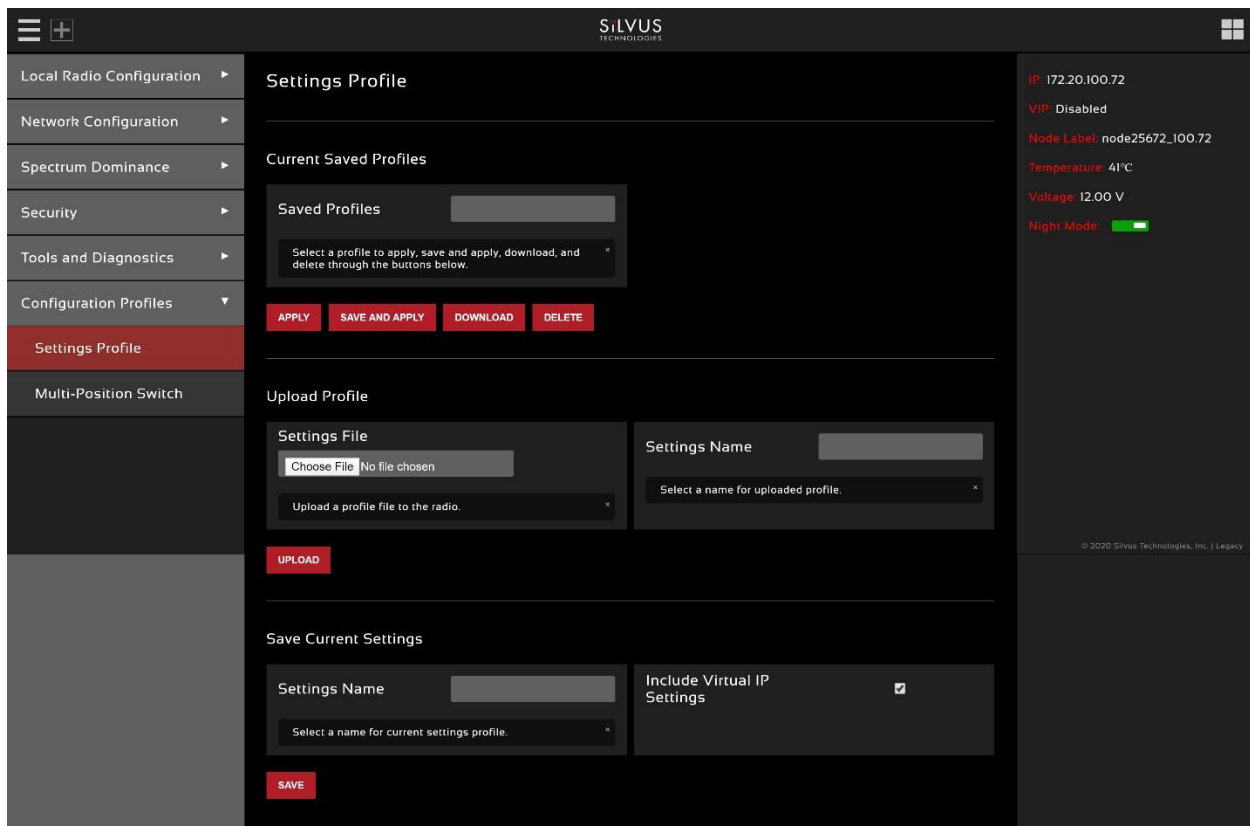 SiLVUS
TECHNOLOGIES
Local Radio Configuration
Network Configuration
Spectrum Dominance
Security
Tools and Diagnostics
Configuration Profiles
Settings Profile
Multi-Position Switch
Settings Profile
Current Saved Profiles
Saved Profiles
Select a profile to apply, save and apply, download, and
delete through the buttons below.
×
APPLY
SAVE AND APPLY
DOWNLOAD
DELETE
Upload Profile
Settings File
Choose File No file chosen
Upload a profile file to the radio.
×
Settings Name
Select a name for uploaded profile.
×
UPLOAD
Save Current Settings
Settings Name
Select a name for current settings profile.
×
Include Virtual IP
Settings
SAVE
IP: 172.20.100.72
VIP: Disabled
Node Label: node25672_100.72
Temperature: 41°C
Voltage: 12.00 V
Night Mode:
© 2020 Silvus Technologies, Inc. | Legacy